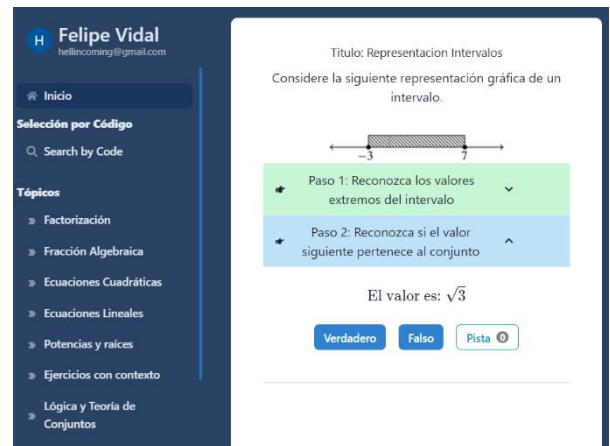 H
Felipe Vidal
hellincoming@gmail.com
Inicio
Selección por Código
Search by Code
Tópicos
Factorización
Fracción Algebraica
Ecuaciones Cuadráticas
Ecuaciones Lineales
Potencias y raíces
Ejercicios con contexto
Lógica y Teoría de
Conjuntos
Titulo: Representacion Intervalos
Considere la siguiente representación gráfica de un
intervalo.
−3 7
Paso 1: Reconozca los valores
extremos del intervalo
Paso 2: Reconozca si el valor
siguiente pertenece al conjunto
El valor es: √3
Verdadero Falso Pista 0